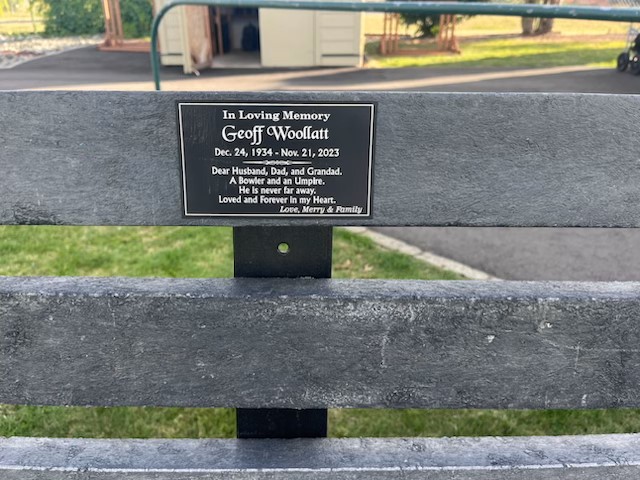 In Loving Memory
Geoff Woollatt
Dec. 24, 1934 - Nov. 21, 2023
Dear Husband, Dad, and Grandad.
A Bowler and an Umpire.
He is never far away.
Loved and Forever in my Heart.
Love, Merry & Family